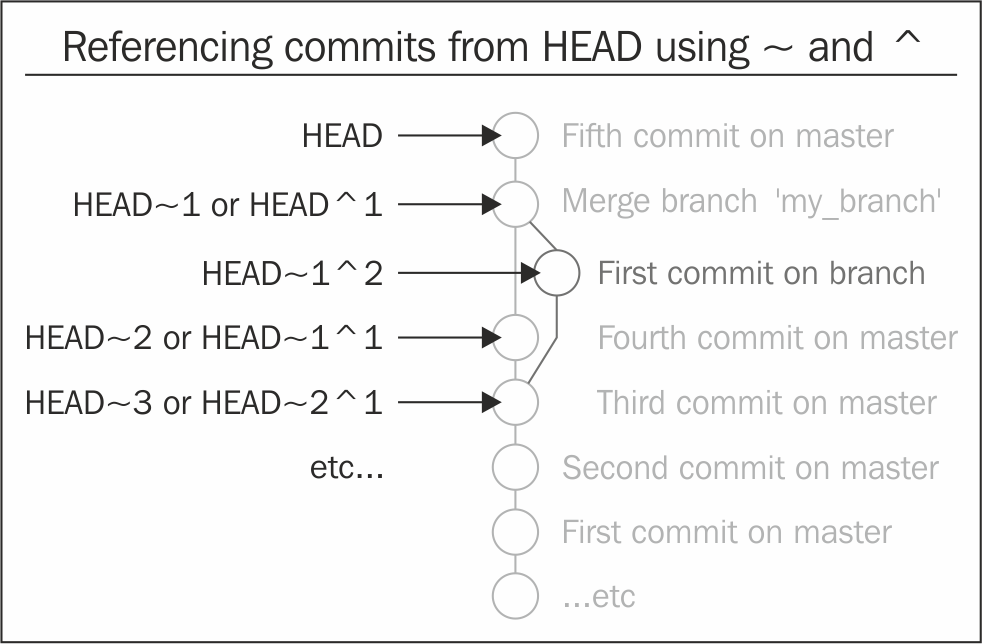 Referencing commits from HEAD using ~ and ^
HEAD Fifth commit on master
HEAD~1 or HEAD^1 Merge branch 'my_branch'
HEAD~1^2 First commit on branch
HEAD~2 or HEAD~1^1 Fourth commit on master
HEAD~3 or HEAD~2^1 Third commit on master
etc... Second commit on master
First commit on master
...etc